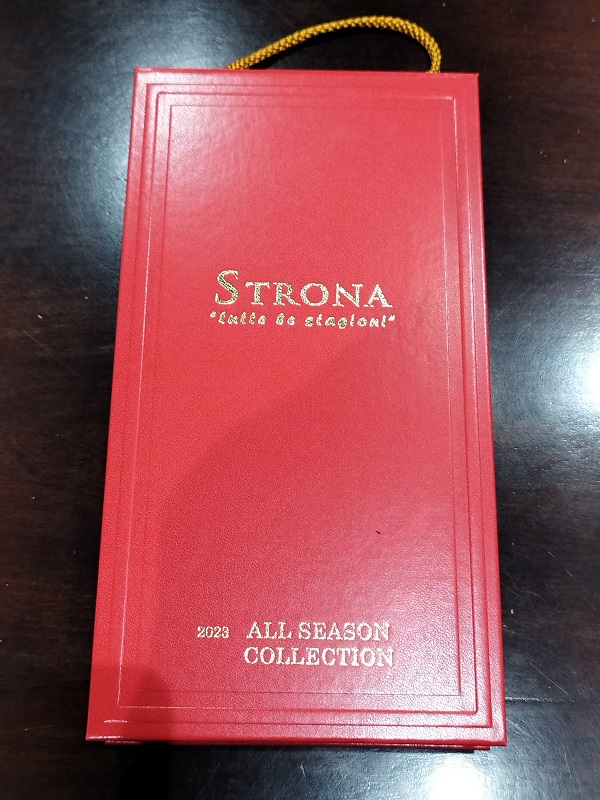 STRONA
"tutte le stagioni"
2023 ALL SEASON
COLLECTION